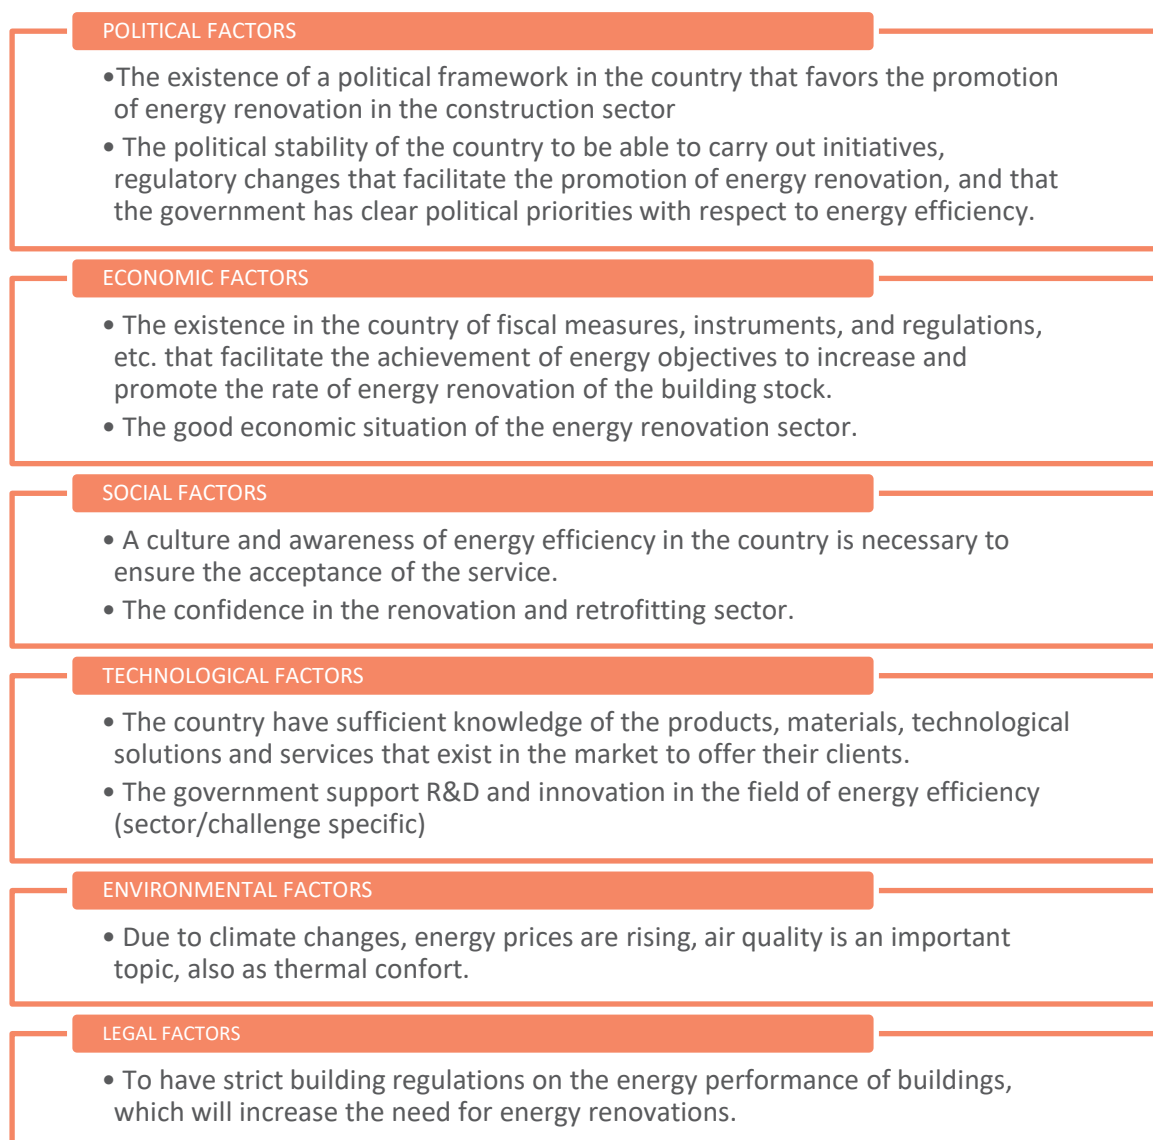 POLITICAL FACTORS
•The existence of a political framework in the country that favors the promotion
of energy renovation in the construction sector
• The political stability of the country to be able to carry out initiatives,
regulatory changes that facilitate the promotion of energy renovation, and that
the government has clear political priorities with respect to energy efficiency.
ECONOMIC FACTORS
• The existence in the country of fiscal measures, instruments, and regulations,
etc. that facilitate the achievement of energy objectives to increase and
promote the rate of energy renovation of the building stock.
• The good economic situation of the energy renovation sector.
SOCIAL FACTORS
• A culture and awareness of energy efficiency in the country is necessary to
ensure the acceptance of the service.
• The confidence in the renovation and retrofitting sector.
TECHNOLOGICAL FACTORS
• The country have sufficient knowledge of the products, materials, technological
solutions and services that exist in the market to offer their clients.
• The government support R&D and innovation in the field of energy efficiency
(sector/challenge specific)
ENVIRONMENTAL FACTORS
• Due to climate changes, energy prices are rising, air quality is an important
topic, also as thermal confort.
LEGAL FACTORS
• To have strict building regulations on the energy performance of buildings,
which will increase the need for energy renovations.